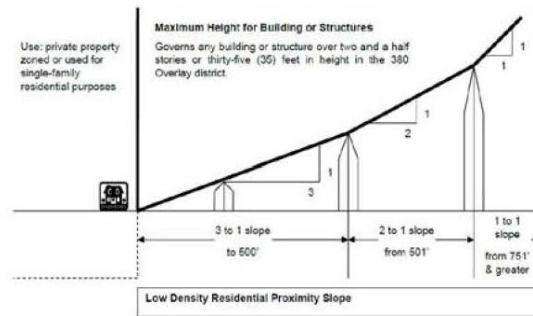 Maximum Height for Building or Structures
Use: private property
zoned or used for
single-family
residential purposes
Governs any building or structure over two and a half
stories or thirty-five (35) feet in height in the 380
Overlay district.
1
1
1
2
1
3
3 to 1 slope
to 500'
2 to 1 slope
from 501'
1 to 1
slope
from 751'
& greater
Low Density Residential Proximity Slope